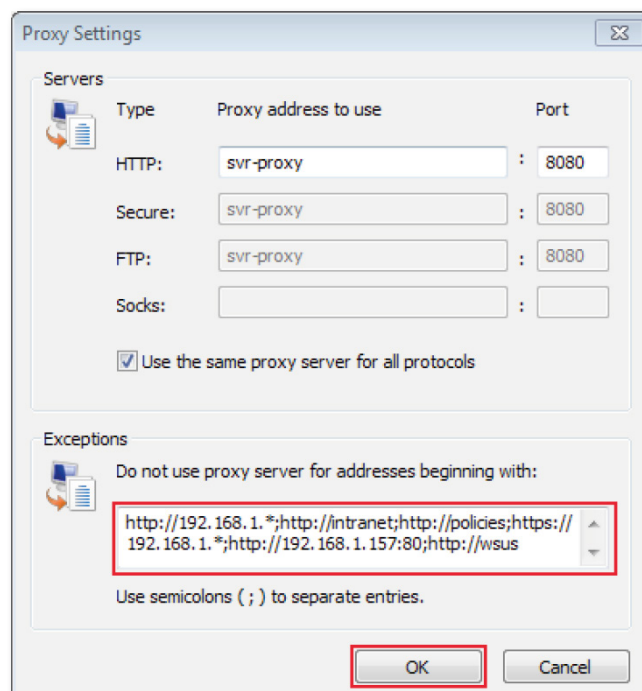 Proxy Settings
Servers
Type Proxy address to use Port
HTTP: svr-proxy : 8080
Secure: svr-proxy : 8080
FTP: svr-proxy : 8080
Socks: :
Use the same proxy server for all protocols
Exceptions
Do not use proxy server for addresses beginning with:
http://192.168.1.*;http://intranet;http://policies;https://
192.168.1.*;http://192.168.1.157:80;http://wsus
Use semicolons ( ; ) to separate entries.
OK Cancel